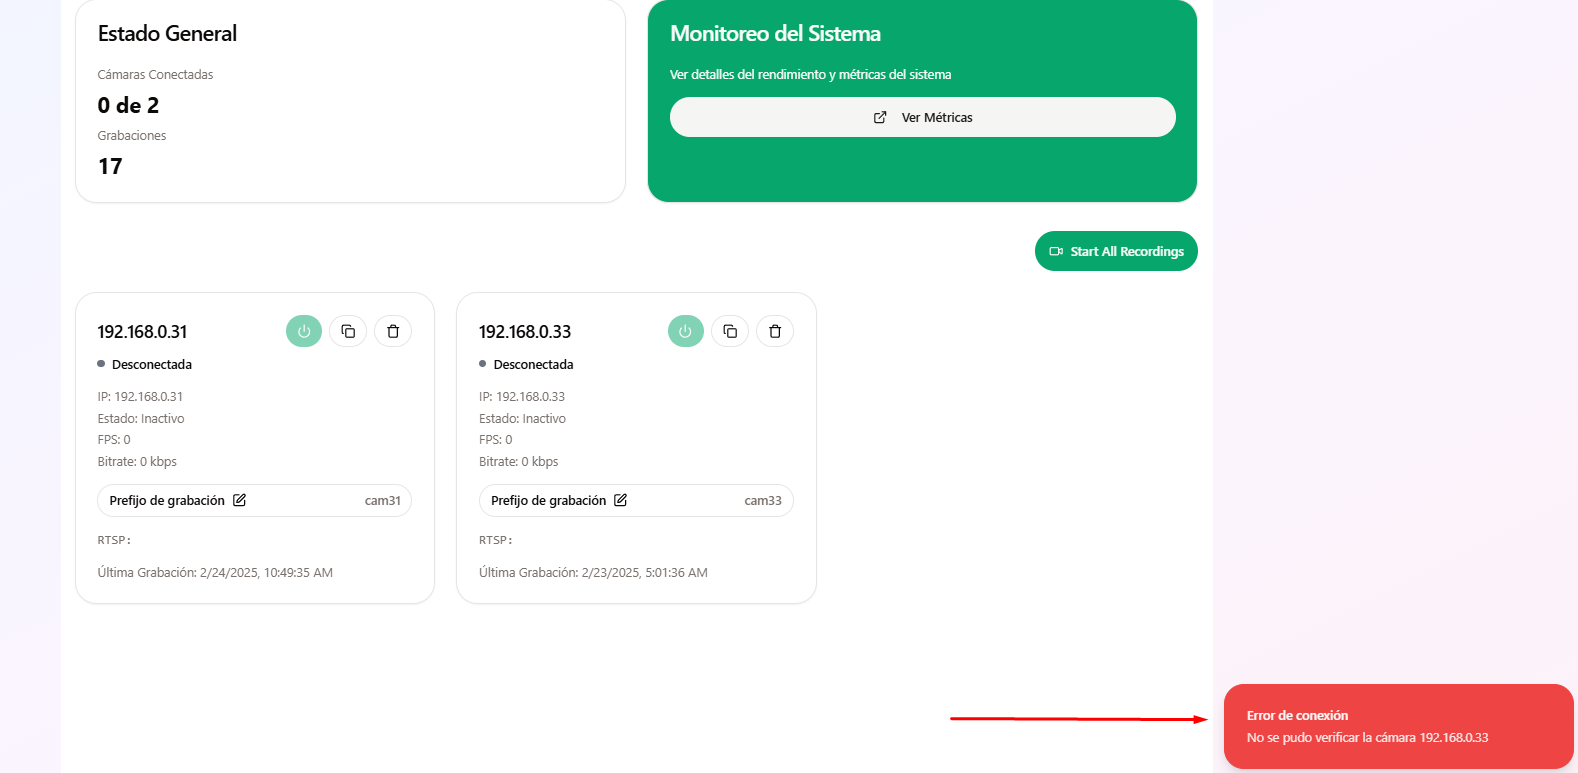 Estado General
Cámaras Conectadas
0 de 2
Grabaciones
17
Monitoreo del Sistema
Ver detalles del rendimiento y métricas del sistema
Ver Métricas
Start All Recordings
192.168.0.31
Desconectada
IP: 192.168.0.31
Estado: Inactivo
FPS: 0
Bitrate: 0 kbps
Prefijo de grabación cam31
RTSP:
Última Grabación: 2/24/2025, 10:49:35 AM
192.168.0.33
Desconectada
IP: 192.168.0.33
Estado: Inactivo
FPS: 0
Bitrate: 0 kbps
Prefijo de grabación cam33
RTSP:
Última Grabación: 2/23/2025, 5:01:36 AM
Error de conexión
No se pudo verificar la cámara 192.168.0.33